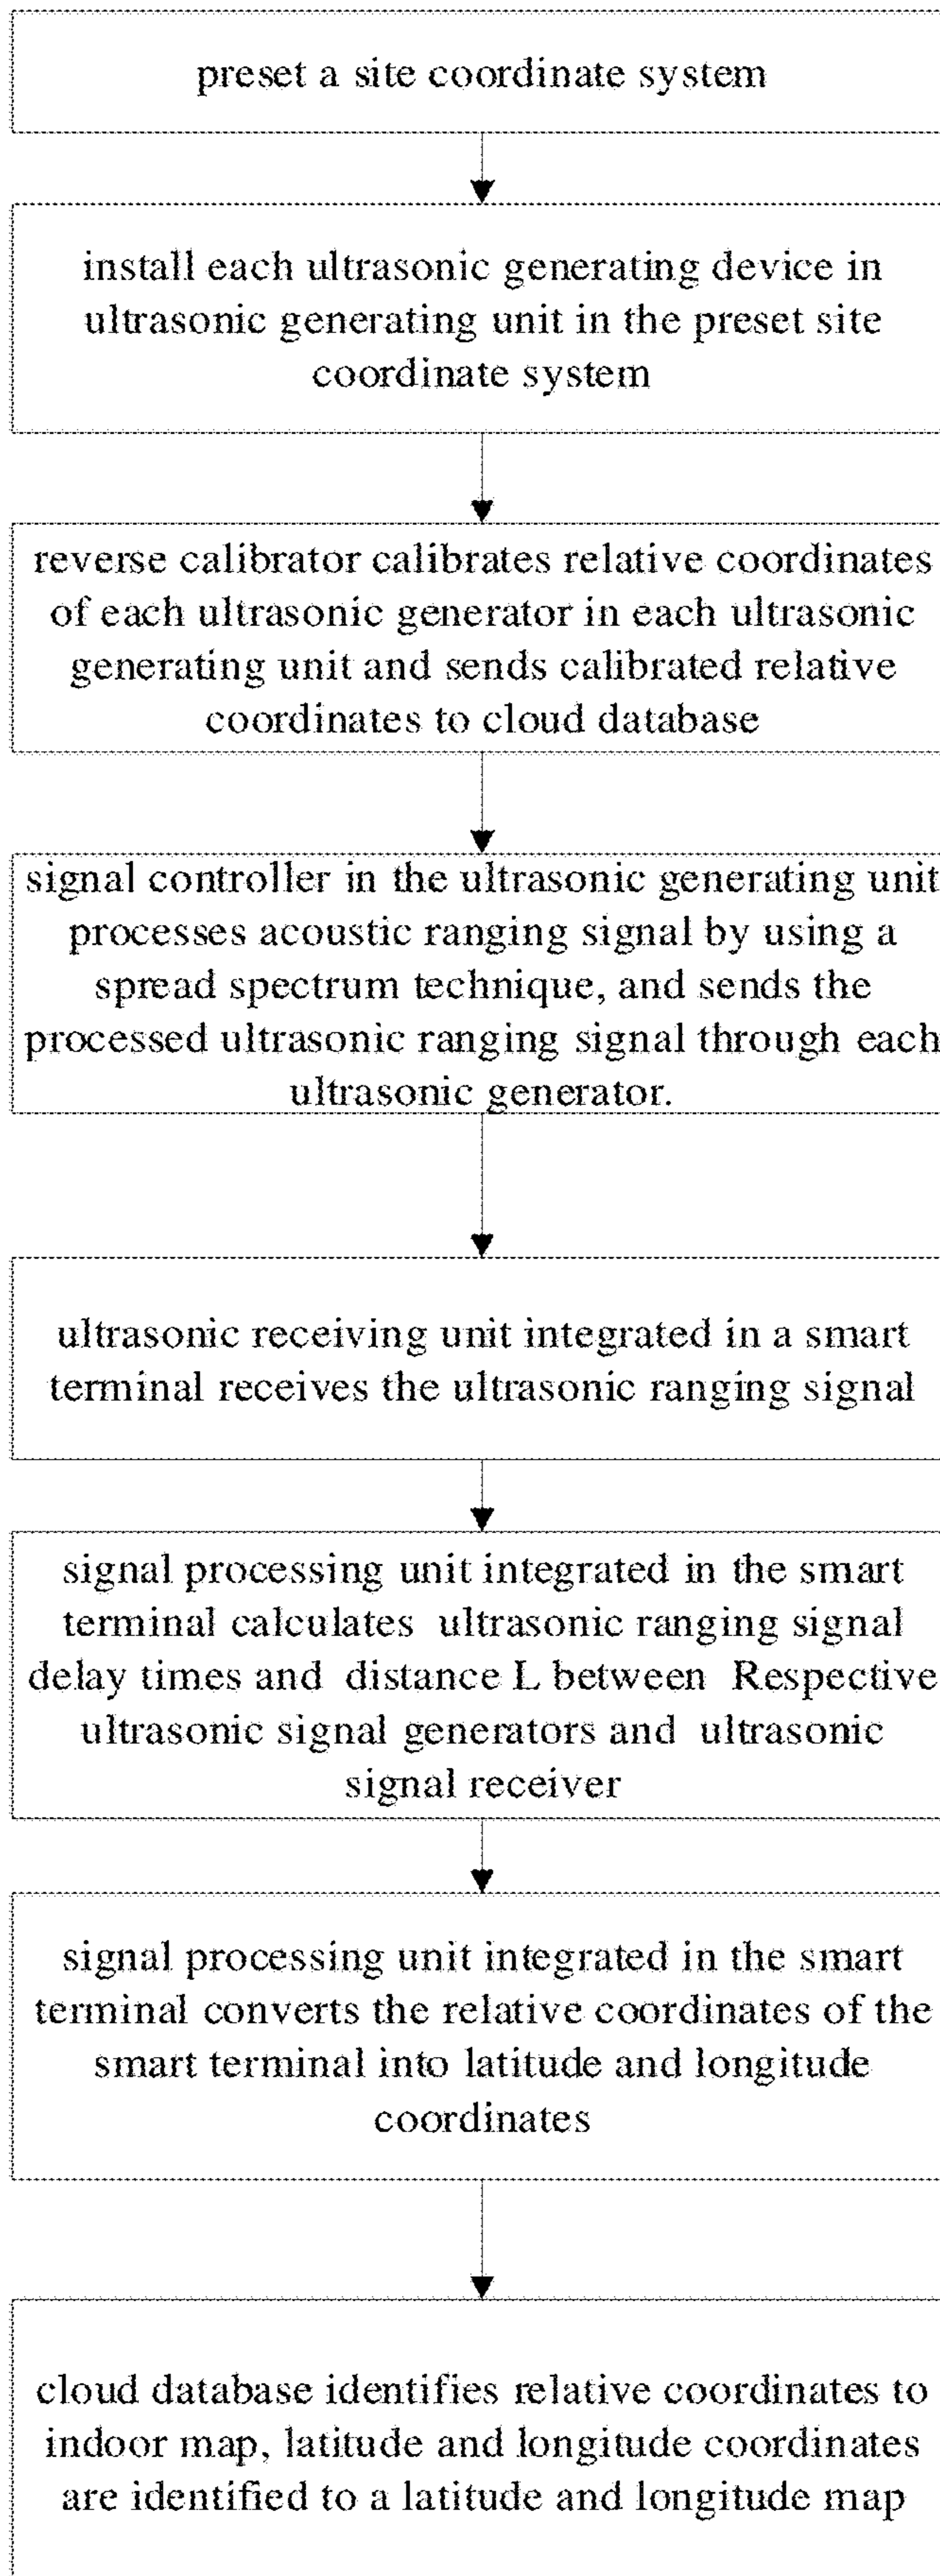 preset a site coordinate system
install each ultrasonic generating device in
ultrasonic generating unit in the preset site
coordinate system
reverse calibrator calibrates relative coordinates
of each ultrasonic generator in each ultrasonic
generating unit and sends calibrated relative
coordinates to cloud database
signal controller in the ultrasonic generating unit
processes acoustic ranging signal by using a
spread spectrum technique, and sends the
processed ultrasonic ranging signal through each
ultrasonic generator.
ultrasonic receiving unit integrated in a smart
terminal receives the ultrasonic ranging signal
signal processing unit integrated in the smart
terminal calculates ultrasonic ranging signal
delay times and distance L between Respective
ultrasonic signal generators and ultrasonic
signal receiver
signal processing unit integrated in the smart
terminal converts the relative coordinates of the
smart terminal into latitude and longitude
coordinates
cloud database identifies relative coordinates to
indoor map, latitude and longitude coordinates
are identified to a latitude and longitude map